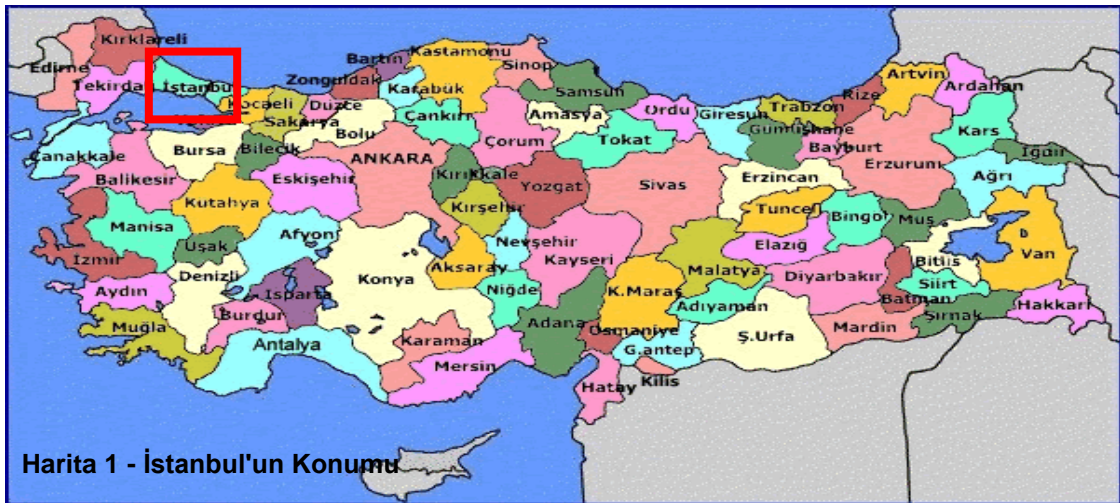 Kırklareli
Edirne
Tekirdağ
İstanbul
Kocaeli
Sakarya
Düzce
Zonguldak
Bartın
Karabük
Kastamonu
Sinop
Samsun
Ordu
Giresun
Trabzon
Rize
Artvin
Ardahan
Kars
Iğdır
Çanakkale
Balikesir
Bursa
Bilecik
Bolu
Çankırı
Çorum
Amasya
Tokat
Gümüşhane
Bayburt
Erzurum
Ağrı
Kutahya
Eskişehir
ANKARA
Kırıkkale
Yozgat
Sivas
Erzincan
Tunceli
Bingöl
Muş
Manisa
Uşak
Afyon
Kırşehir
Nevşehir
Kayseri
Malatya
Elazığ
Diyarbakır
Bitlis
Van
İzmir
Aydın
Denizli
Isparta
Konya
Aksaray
Niğde
K.Maraş
Adıyaman
Batman
Siirt
Şırnak
Hakkari
Muğla
Burdur
Antalya
Karaman
Mersin
Adana
Osmaniye
G.antep
Ş.Urfa
Mardin
Hatay
Kilis
Harita 1 - İstanbul'un Konumu